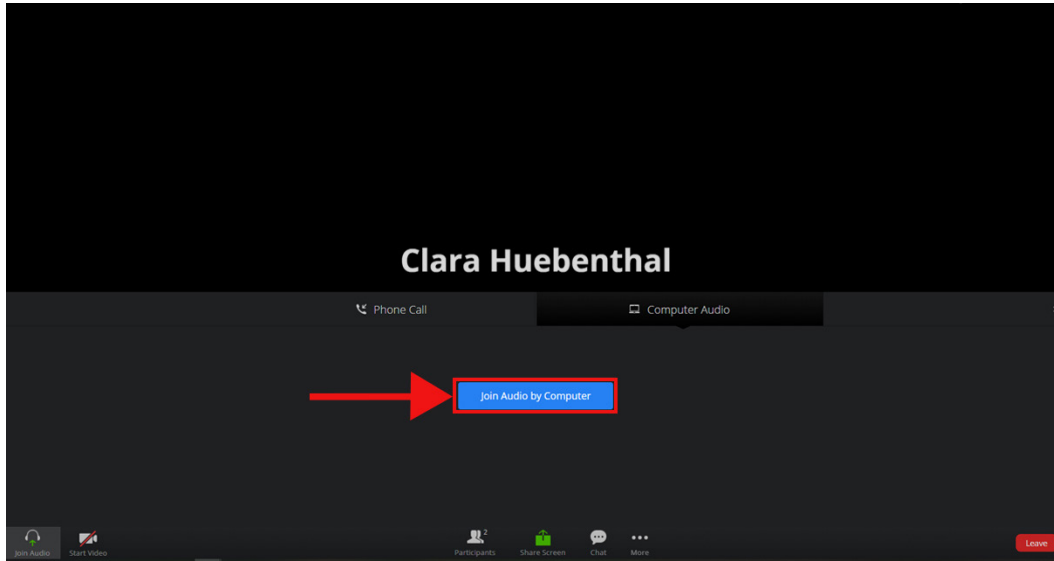 Clara Huebenthal
Phone Call
Computer Audio
Join Audio by Computer
Join Audio
Start Video
Participants
2
Share Screen
Chat
More
Leave